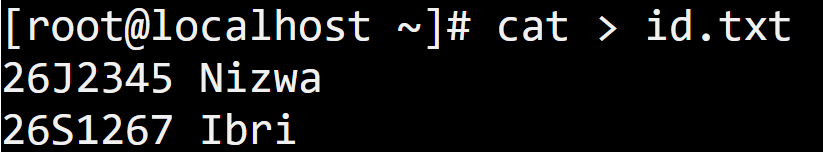 [root@localhost ~]# cat > id.txt
26J2345 Nizwa
26S1267 Ibri